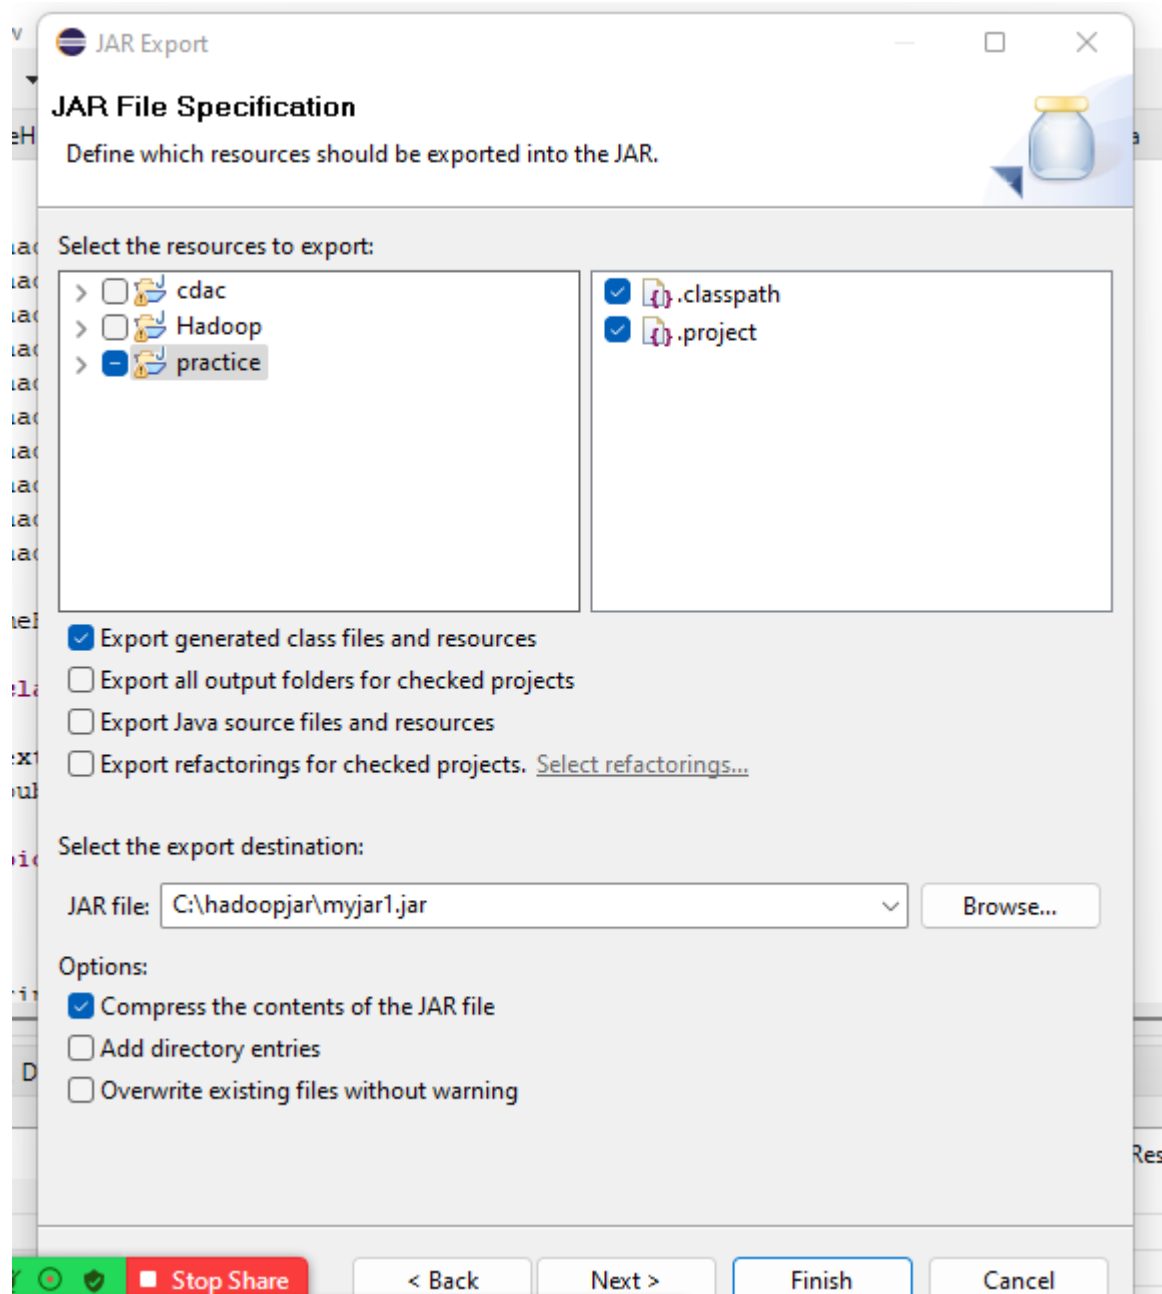 JAR Export
JAR File Specification
Define which resources should be exported into the JAR.
Select the resources to export:
cdac
Hadoop
practice
.classpath
.project
Export generated class files and resources
Export all output folders for checked projects
Export Java source files and resources
Export refactorings for checked projects. Select refactorings...
Select the export destination:
JAR file: C:\hadoopjar\myjar1.jar Browse...
Options:
Compress the contents of the JAR file
Add directory entries
Overwrite existing files without warning
Stop Share < Back Next > Finish Cancel